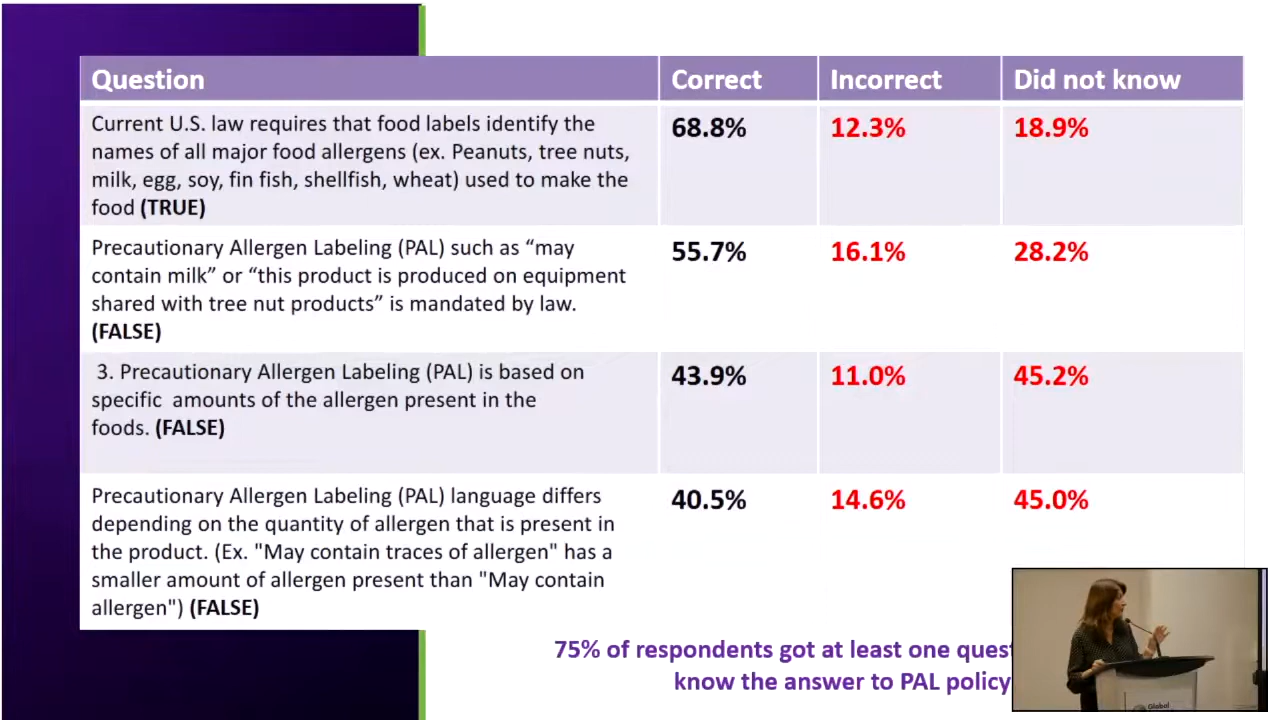 Question Correct Incorrect Did not know
Current U.S. law requires that food labels identify the
names of all major food allergens (ex. Peanuts, tree nuts,
milk, egg, soy, fin fish, shellfish, wheat) used to make the
food (TRUE)
68.8% 12.3% 18.9%
Precautionary Allergen Labeling (PAL) such as “may
contain milk” or “this product is produced on equipment
shared with tree nut products” is mandated by law.
(FALSE)
55.7% 16.1% 28.2%
3. Precautionary Allergen Labeling (PAL) is based on
specific amounts of the allergen present in the
foods. (FALSE)
43.9% 11.0% 45.2%
Precautionary Allergen Labeling (PAL) language differs
depending on the quantity of allergen that is present in
the product. (Ex. "May contain traces of allergen" has a
smaller amount of allergen present than "May contain
allergen") (FALSE)
40.5% 14.6% 45.0%
75% of respondents got at least one quest
know the answer to PAL policy
Global